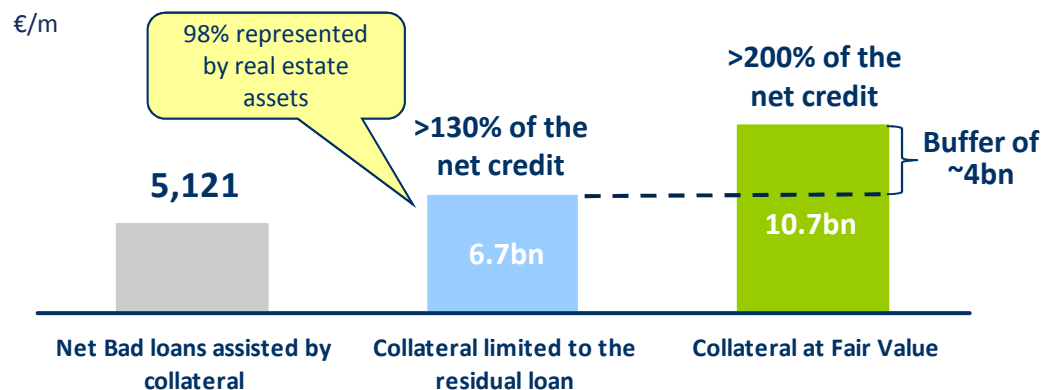 €/m
98% represented
by real estate
assets
>200% of the
net credit
>130% of the
net credit
Buffer of
~4bn
5,121
6.7bn
10.7bn
Net Bad loans assisted by
collateral
Collateral limited to the
residual loan
Collateral at Fair Value